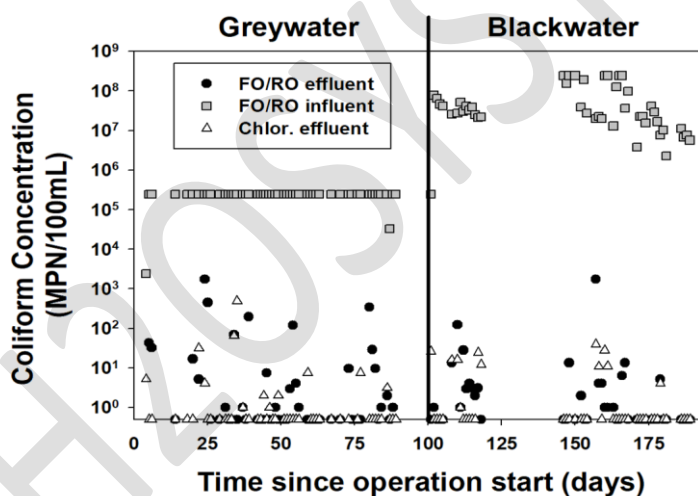 Greywater Blackwater
10⁹
10⁸
10⁷
10⁶
10⁵
10⁴
10³
10²
10¹
10⁰
FO/RO effluent
FO/RO influent
Chlor. effluent
Coliform Concentration
(MPN/100mL)
0 25 50 75 100 125 150 175
Time since operation start (days)